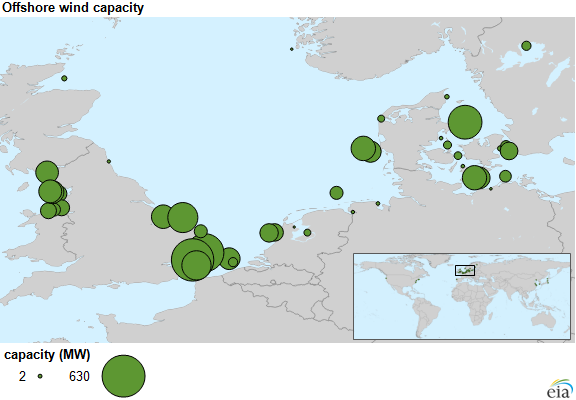 Offshore wind capacity
capacity (MW)
2 630
eia